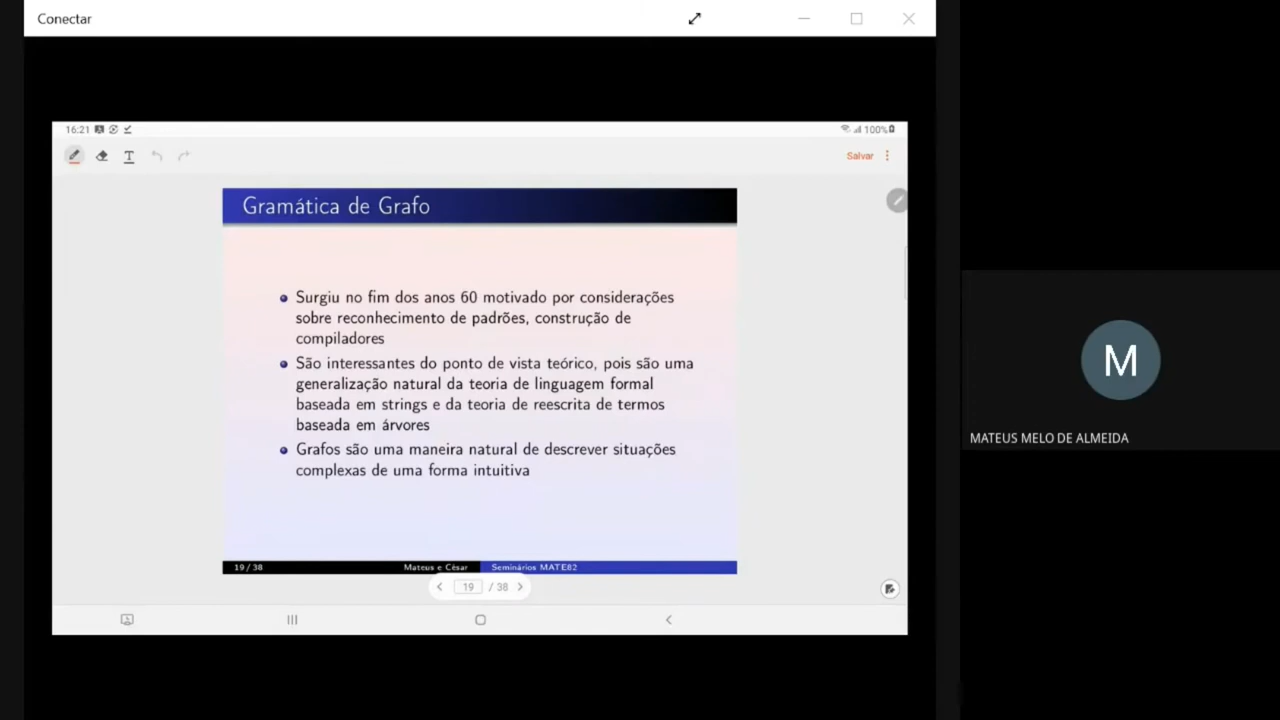 Conectar
16:21
100%
T
Salvar
Gramática de Grafo
Surgiu no fim dos anos 60 motivado por considerações
sobre reconhecimento de padrões, construção de
compiladores
São interessantes do ponto de vista teórico, pois são uma
generalização natural da teoria de linguagem formal
baseada em strings e da teoria de reescrita de termos
baseada em árvores
Grafos são uma maneira natural de descrever situações
complexas de uma forma intuitiva
19 / 38 Mateus e César Seminários MATE82
19 / 38
M
MATEUS MELO DE ALMEIDA